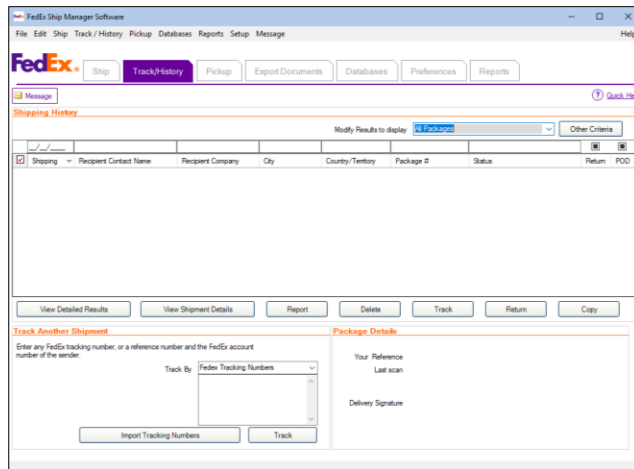 FedEx Ship Manager Software
File Edit Ship Track / History Pickup Databases Reports Setup Message Help
FedEx® Ship Track/History Pickup Export Documents Databases Preferences Reports
Message Quick He
Shipping History
Modify Results to display All Packages Other Criteria
__/__/____
Shipping Recipient Contact Name Recipient Company City Country/Territory Package # Status Return POD
View Detailed Results View Shipment Details Report Delete Track Return Copy
Track Another Shipment Package Details
Enter any FedEx tracking number, or a reference number and the FedEx account
number of the sender.
Your Reference
Track By Fedex Tracking Numbers Last scan
Delivery Signature
Import Tracking Numbers Track